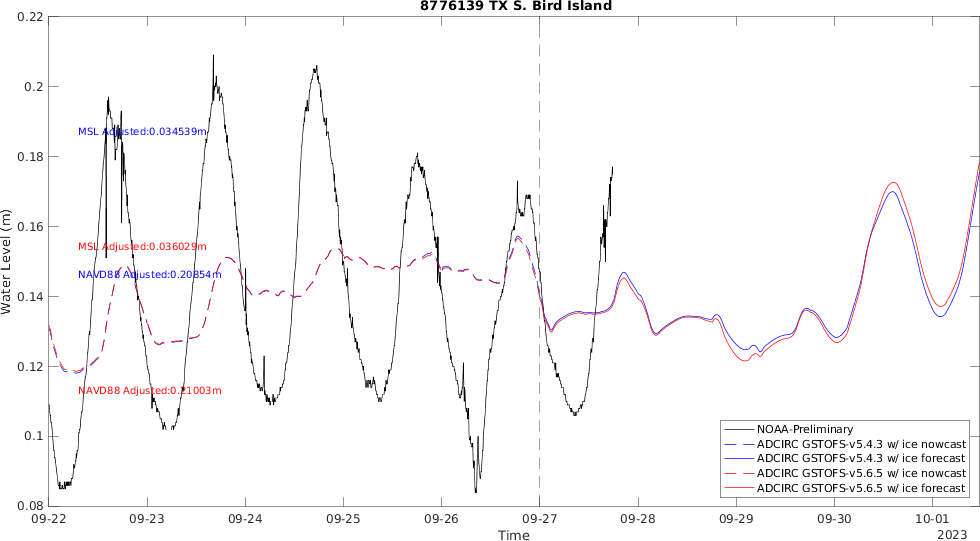 8776139 TX S. Bird Island
Water Level (m)
0.22
0.2
0.18
0.16
0.14
0.12
0.1
0.08
MSL Adjusted:0.034539m
MSL Adjusted:0.036029m
NAVD88 Adjusted:0.20854m
NAVD88 Adjusted:0.21003m
NOAA-Preliminary
ADCIRC GSTOFS-v5.4.3 w/ ice nowcast
ADCIRC GSTOFS-v5.4.3 w/ ice forecast
ADCIRC GSTOFS-v5.6.5 w/ ice nowcast
ADCIRC GSTOFS-v5.6.5 w/ ice forecast
09-22 09-23 09-24 09-25 09-26 09-27 09-28 09-29 09-30 10-01
Time
2023